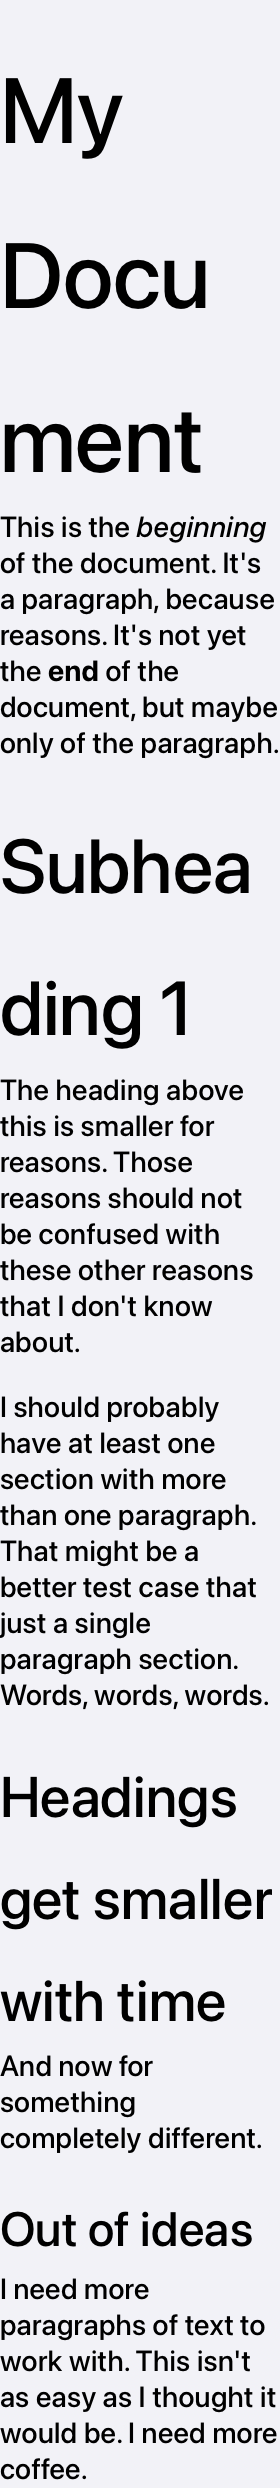 My
Docu
ment
This is the beginning
of the document. It's
a paragraph, because
reasons. It's not yet
the end of the
document, but maybe
only of the paragraph.
Subhea
ding 1
The heading above
this is smaller for
reasons. Those
reasons should not
be confused with
these other reasons
that I don't know
about.
I should probably
have at least one
section with more
than one paragraph.
That might be a
better test case that
just a single
paragraph section.
Words, words, words.
Headings
get smaller
with time
And now for
something
completely different.
Out of ideas
I need more
paragraphs of text to
work with. This isn't
as easy as I thought it
would be. I need more
coffee.